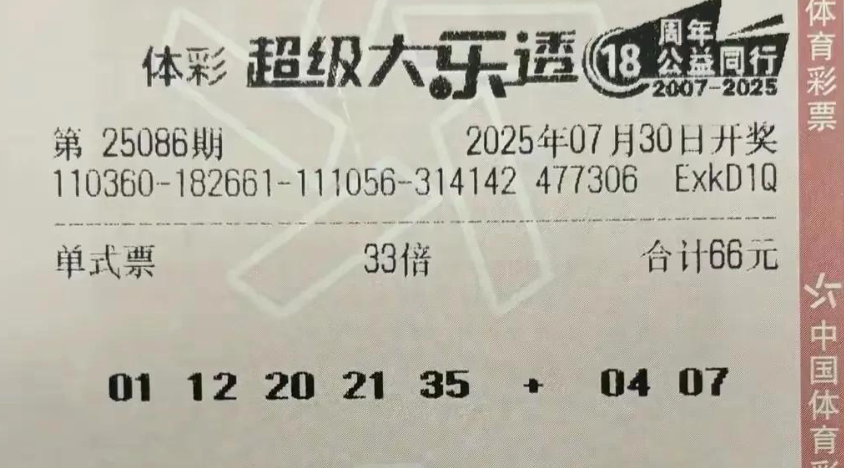 体彩 超级大乐透 18 周年 公益同行 2007-2025
第 25086期 2025年07月30日开奖
110360-182661-111056-314142 477306 ExkD1Q
单式票 33倍 合计66元
01 12 20 21 35 + 04 07
体育彩票
中国体育彩